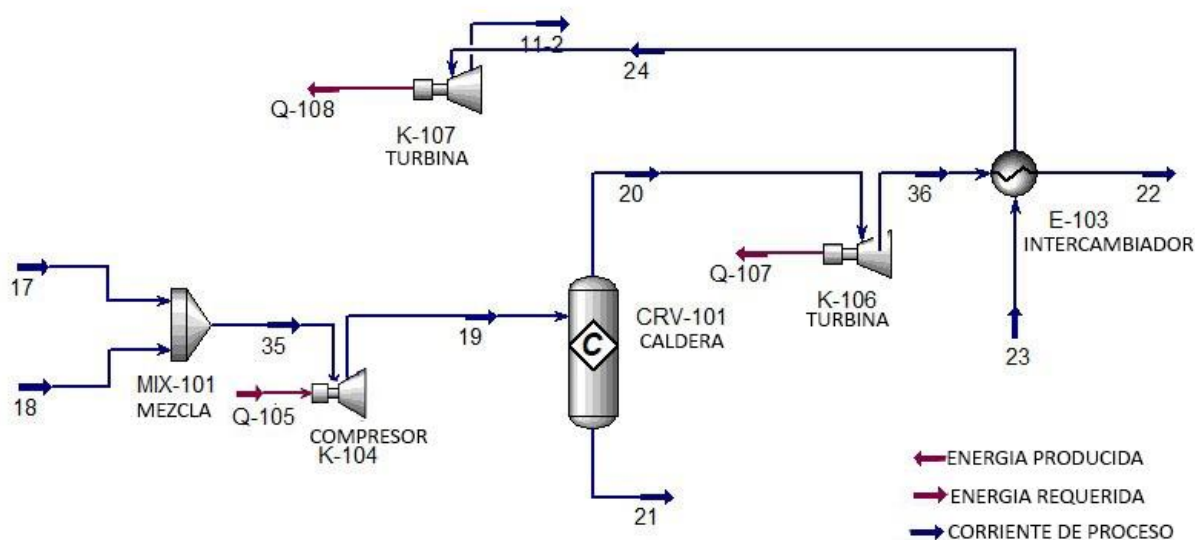 11-2
24
Q-108
K-107
TURBINA
20
36
22
E-103
INTERCAMBIADOR
Q-107
K-106
TURBINA
23
17
35
19
CRV-101
CALDERA
C
18
MIX-101
MEZCLA
Q-105
COMPRESOR
K-104
21
ENERGIA PRODUCIDA
ENERGIA REQUERIDA
CORRIENTE DE PROCESO